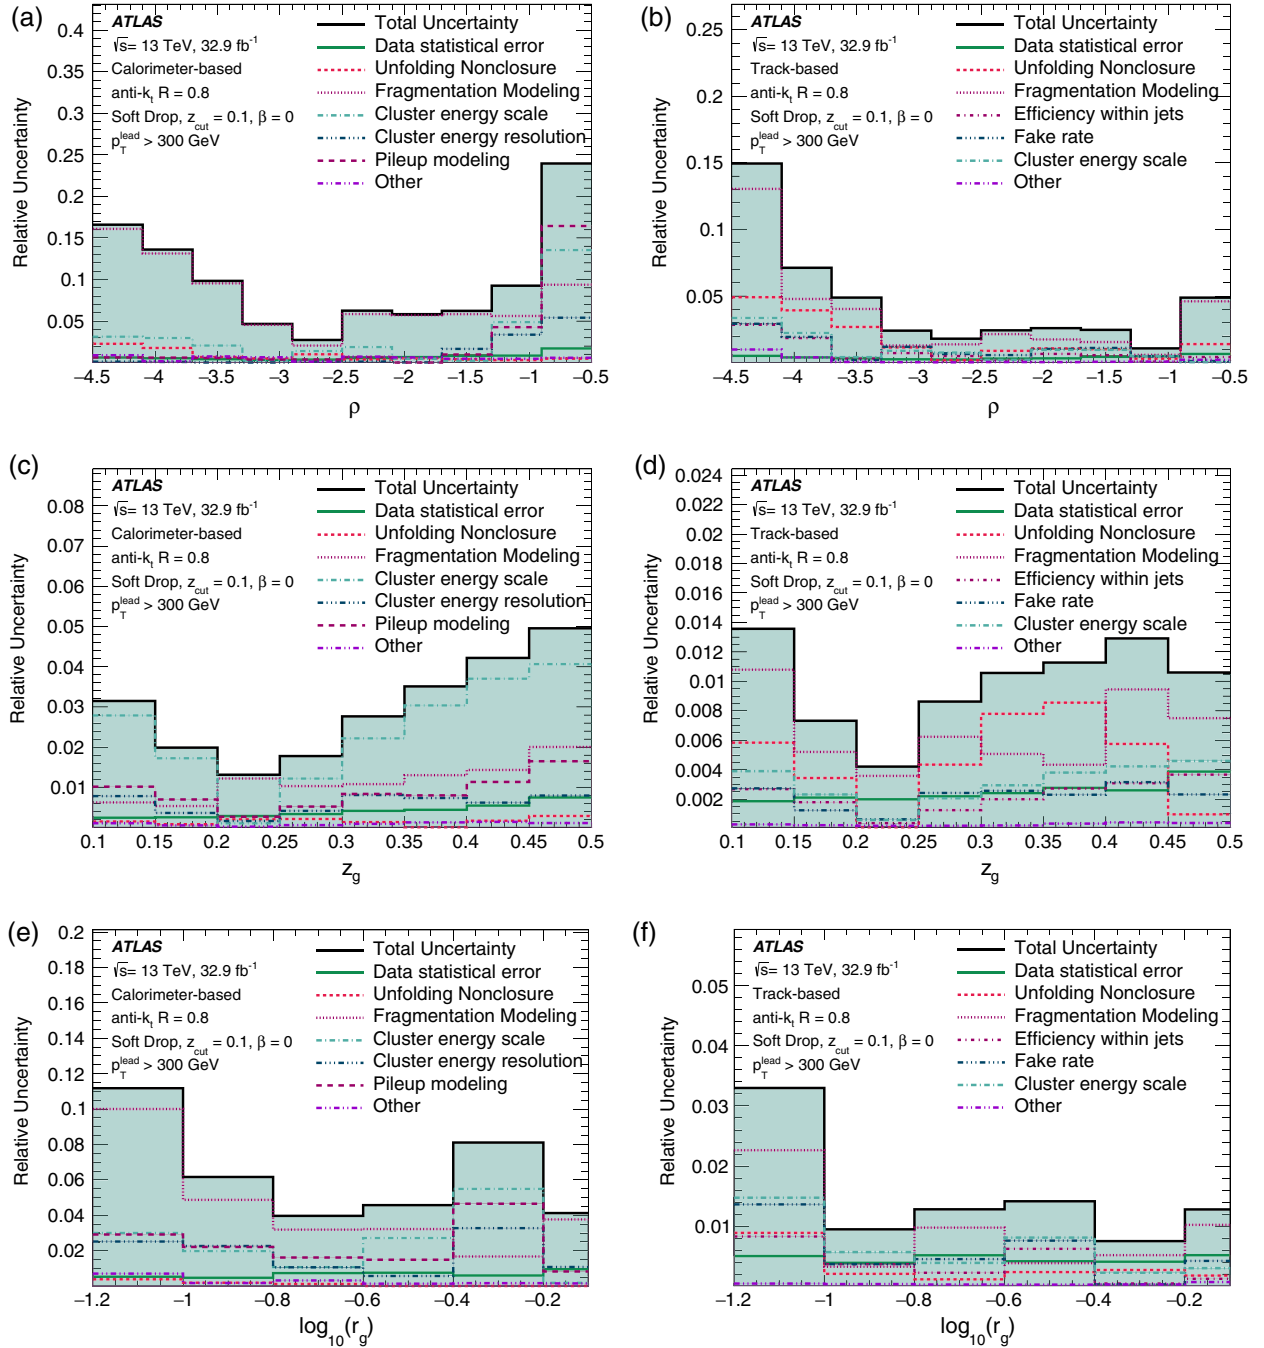 (a)
ATLAS
√s= 13 TeV, 32.9 fb⁻¹
Calorimeter-based
anti-kt R = 0.8
Soft Drop, zcut = 0.1, β = 0
pTlead > 300 GeV
Total Uncertainty
Data statistical error
Unfolding Nonclosure
Fragmentation Modeling
Cluster energy scale
Cluster energy resolution
Pileup modeling
Other
Relative Uncertainty
0.4
0.35
0.3
0.25
0.2
0.15
0.1
0.05
−4.5 −4 −3.5 −3 −2.5 −2 −1.5 −1 −0.5
ρ
(b)
ATLAS
√s= 13 TeV, 32.9 fb⁻¹
Track-based
anti-kt R = 0.8
Soft Drop, zcut = 0.1, β = 0
pTlead > 300 GeV
Total Uncertainty
Data statistical error
Unfolding Nonclosure
Fragmentation Modeling
Efficiency within jets
Fake rate
Cluster energy scale
Other
Relative Uncertainty
0.25
0.2
0.15
0.1
0.05
−4.5 −4 −3.5 −3 −2.5 −2 −1.5 −1 −0.5
ρ
(c)
ATLAS
√s= 13 TeV, 32.9 fb⁻¹
Calorimeter-based
anti-kt R = 0.8
Soft Drop, zcut = 0.1, β = 0
pTlead > 300 GeV
Total Uncertainty
Data statistical error
Unfolding Nonclosure
Fragmentation Modeling
Cluster energy scale
Cluster energy resolution
Pileup modeling
Other
Relative Uncertainty
0.08
0.07
0.06
0.05
0.04
0.03
0.02
0.01
0.1 0.15 0.2 0.25 0.3 0.35 0.4 0.45 0.5
zg
(d)
ATLAS
√s= 13 TeV, 32.9 fb⁻¹
Track-based
anti-kt R = 0.8
Soft Drop, zcut = 0.1, β = 0
pTlead > 300 GeV
Total Uncertainty
Data statistical error
Unfolding Nonclosure
Fragmentation Modeling
Efficiency within jets
Fake rate
Cluster energy scale
Other
Relative Uncertainty
0.024
0.022
0.02
0.018
0.016
0.014
0.012
0.01
0.008
0.006
0.004
0.002
0.1 0.15 0.2 0.25 0.3 0.35 0.4 0.45 0.5
zg
(e)
ATLAS
√s= 13 TeV, 32.9 fb⁻¹
Calorimeter-based
anti-kt R = 0.8
Soft Drop, zcut = 0.1, β = 0
pTlead > 300 GeV
Total Uncertainty
Data statistical error
Unfolding Nonclosure
Fragmentation Modeling
Cluster energy scale
Cluster energy resolution
Pileup modeling
Other
Relative Uncertainty
0.2
0.18
0.16
0.14
0.12
0.1
0.08
0.06
0.04
0.02
−1.2 −1 −0.8 −0.6 −0.4 −0.2
log10(rg)
(f)
ATLAS
√s= 13 TeV, 32.9 fb⁻¹
Track-based
anti-kt R = 0.8
Soft Drop, zcut = 0.1, β = 0
pTlead > 300 GeV
Total Uncertainty
Data statistical error
Unfolding Nonclosure
Fragmentation Modeling
Efficiency within jets
Fake rate
Cluster energy scale
Other
Relative Uncertainty
0.05
0.04
0.03
0.02
0.01
−1.2 −1 −0.8 −0.6 −0.4 −0.2
log10(rg)